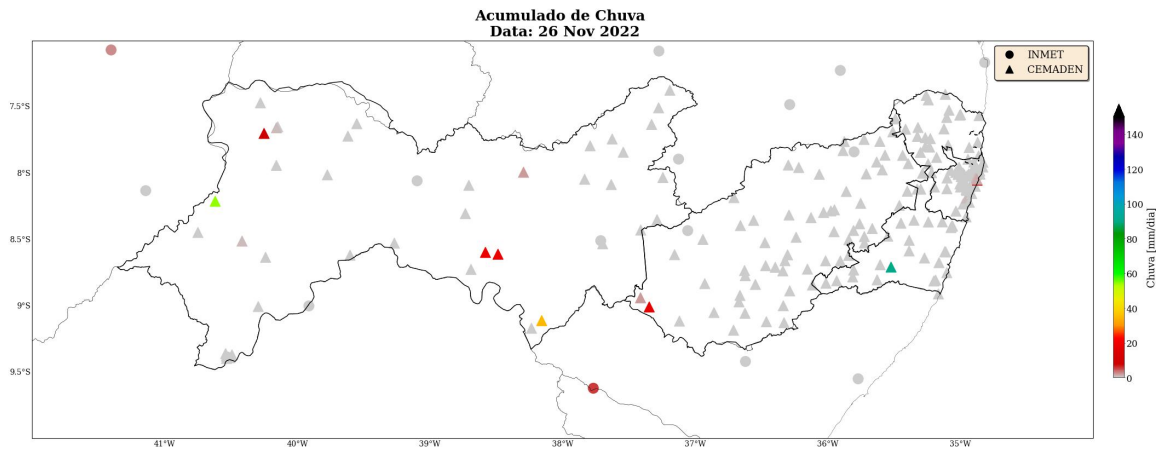 Acumulado de Chuva
Data: 26 Nov 2022
INMET
CEMADEN
7.5°S
8°S
8.5°S
9°S
9.5°S
41°W
40°W
39°W
38°W
37°W
36°W
35°W
140
120
100
80
60
40
20
0
Chuva [mm/dia]